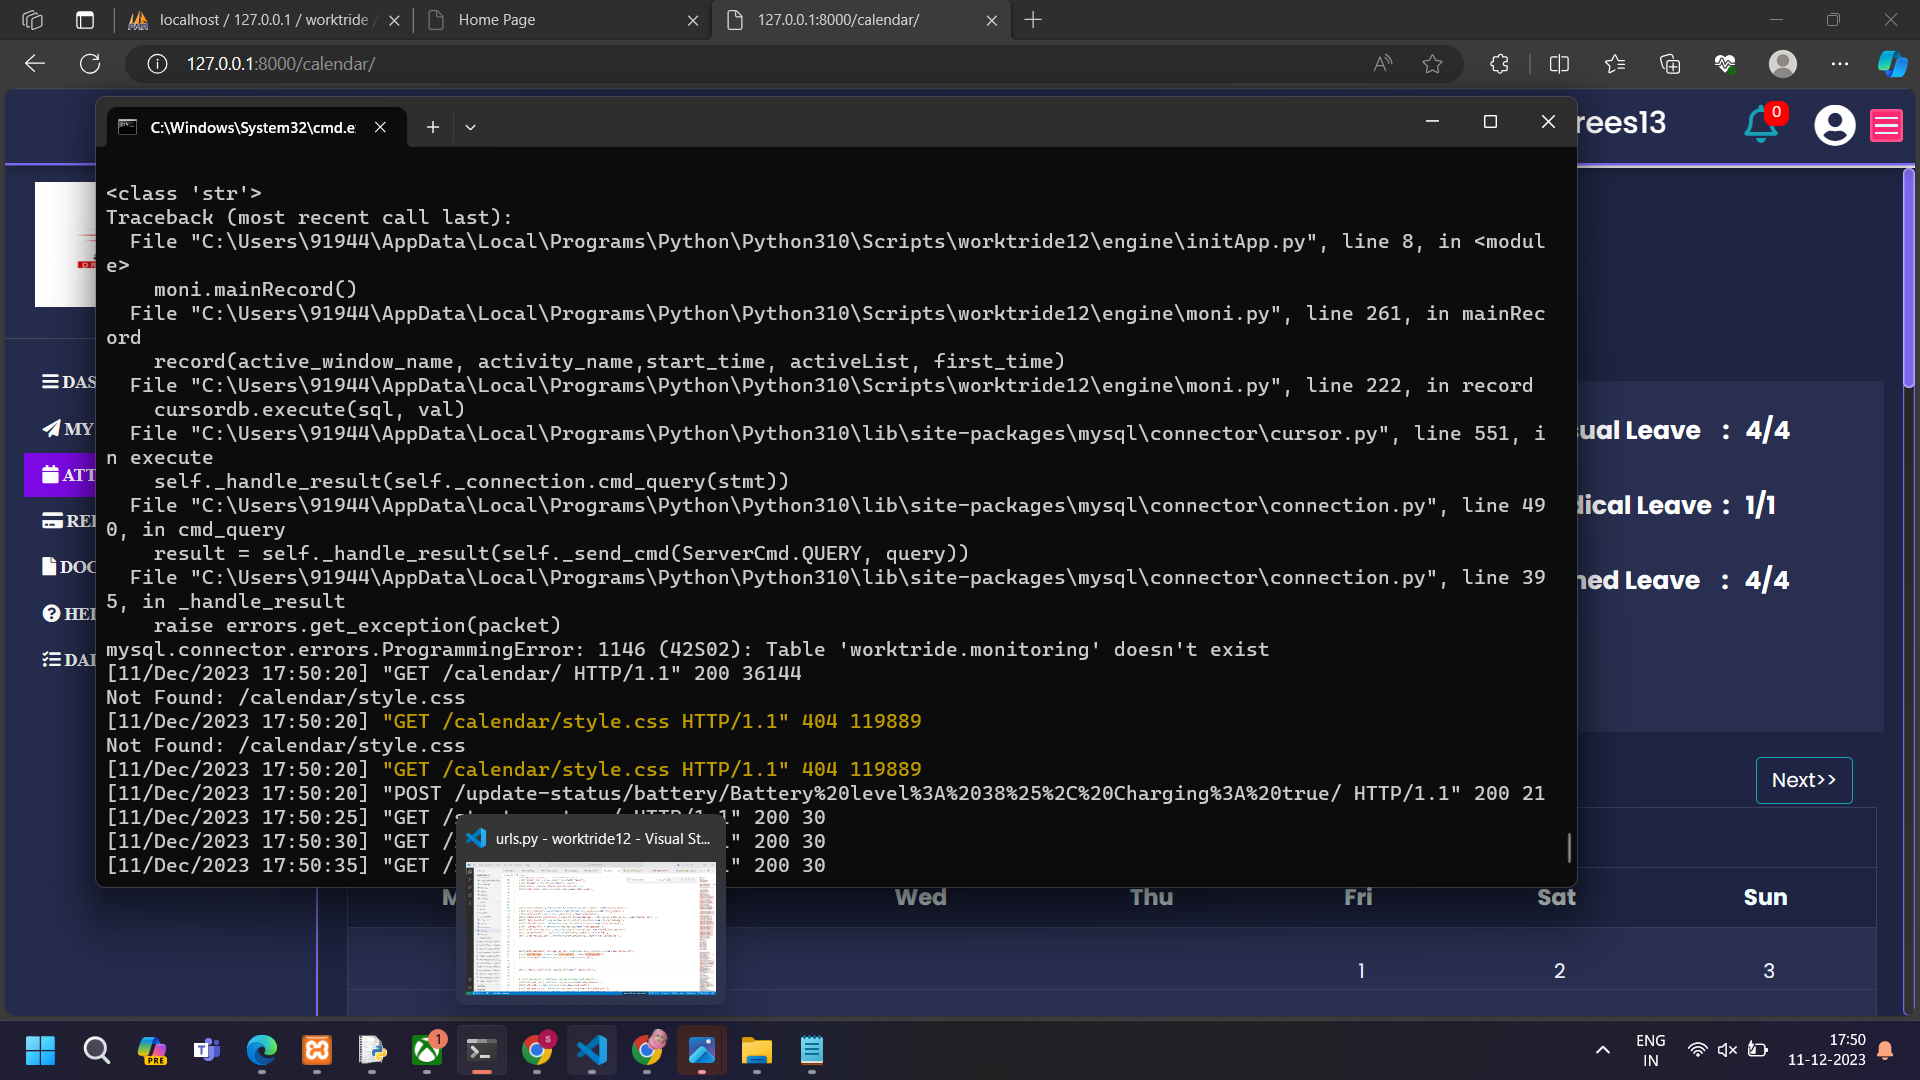 localhost / 127.0.0.1 / worktride /
Home Page
127.0.0.1:8000/calendar/
127.0.0.1:8000/calendar/
C:\Windows\System32\cmd.e
rees13
0
<class 'str'>
Traceback (most recent call last):
File "C:\Users\91944\AppData\Local\Programs\Python\Python310\Scripts\worktride12\engine\initApp.py", line 8, in <modul
e>
moni.mainRecord()
File "C:\Users\91944\AppData\Local\Programs\Python\Python310\Scripts\worktride12\engine\moni.py", line 261, in mainRec
ord
record(active_window_name, activity_name,start_time, activeList, first_time)
File "C:\Users\91944\AppData\Local\Programs\Python\Python310\Scripts\worktride12\engine\moni.py", line 222, in record
cursordb.execute(sql, val)
File "C:\Users\91944\AppData\Local\Programs\Python\Python310\lib\site-packages\mysql\connector\cursor.py", line 551, i
n execute
self._handle_result(self._connection.cmd_query(stmt))
File "C:\Users\91944\AppData\Local\Programs\Python\Python310\lib\site-packages\mysql\connector\connection.py", line 49
0, in cmd_query
result = self._handle_result(self._send_cmd(ServerCmd.QUERY, query))
File "C:\Users\91944\AppData\Local\Programs\Python\Python310\lib\site-packages\mysql\connector\connection.py", line 39
5, in _handle_result
raise errors.get_exception(packet)
mysql.connector.errors.ProgrammingError: 1146 (42S02): Table 'worktride.monitoring' doesn't exist
[11/Dec/2023 17:50:20] "GET /calendar/ HTTP/1.1" 200 36144
Not Found: /calendar/style.css
[11/Dec/2023 17:50:20] "GET /calendar/style.css HTTP/1.1" 404 119889
Not Found: /calendar/style.css
[11/Dec/2023 17:50:20] "GET /calendar/style.css HTTP/1.1" 404 119889
[11/Dec/2023 17:50:20] "POST /update-status/battery/Battery%20level%3A%2038%25%2C%20Charging%3A%20true/ HTTP/1.1" 200 21
[11/Dec/2023 17:50:25] "GET / 1" 200 30
[11/Dec/2023 17:50:30] "GET / " 200 30
[11/Dec/2023 17:50:35] "GET / " 200 30
DAS
MY
ATT
REI
DOC
HEL
DAI
sual Leave : 4/4
dical Leave : 1/1
ned Leave : 4/4
Next>>
urls.py - worktride12 - Visual St...
M
Wed
Thu
Fri
Sat
Sun
1
2
3
PRE
1
S
ENG
IN
17:50
11-12-2023